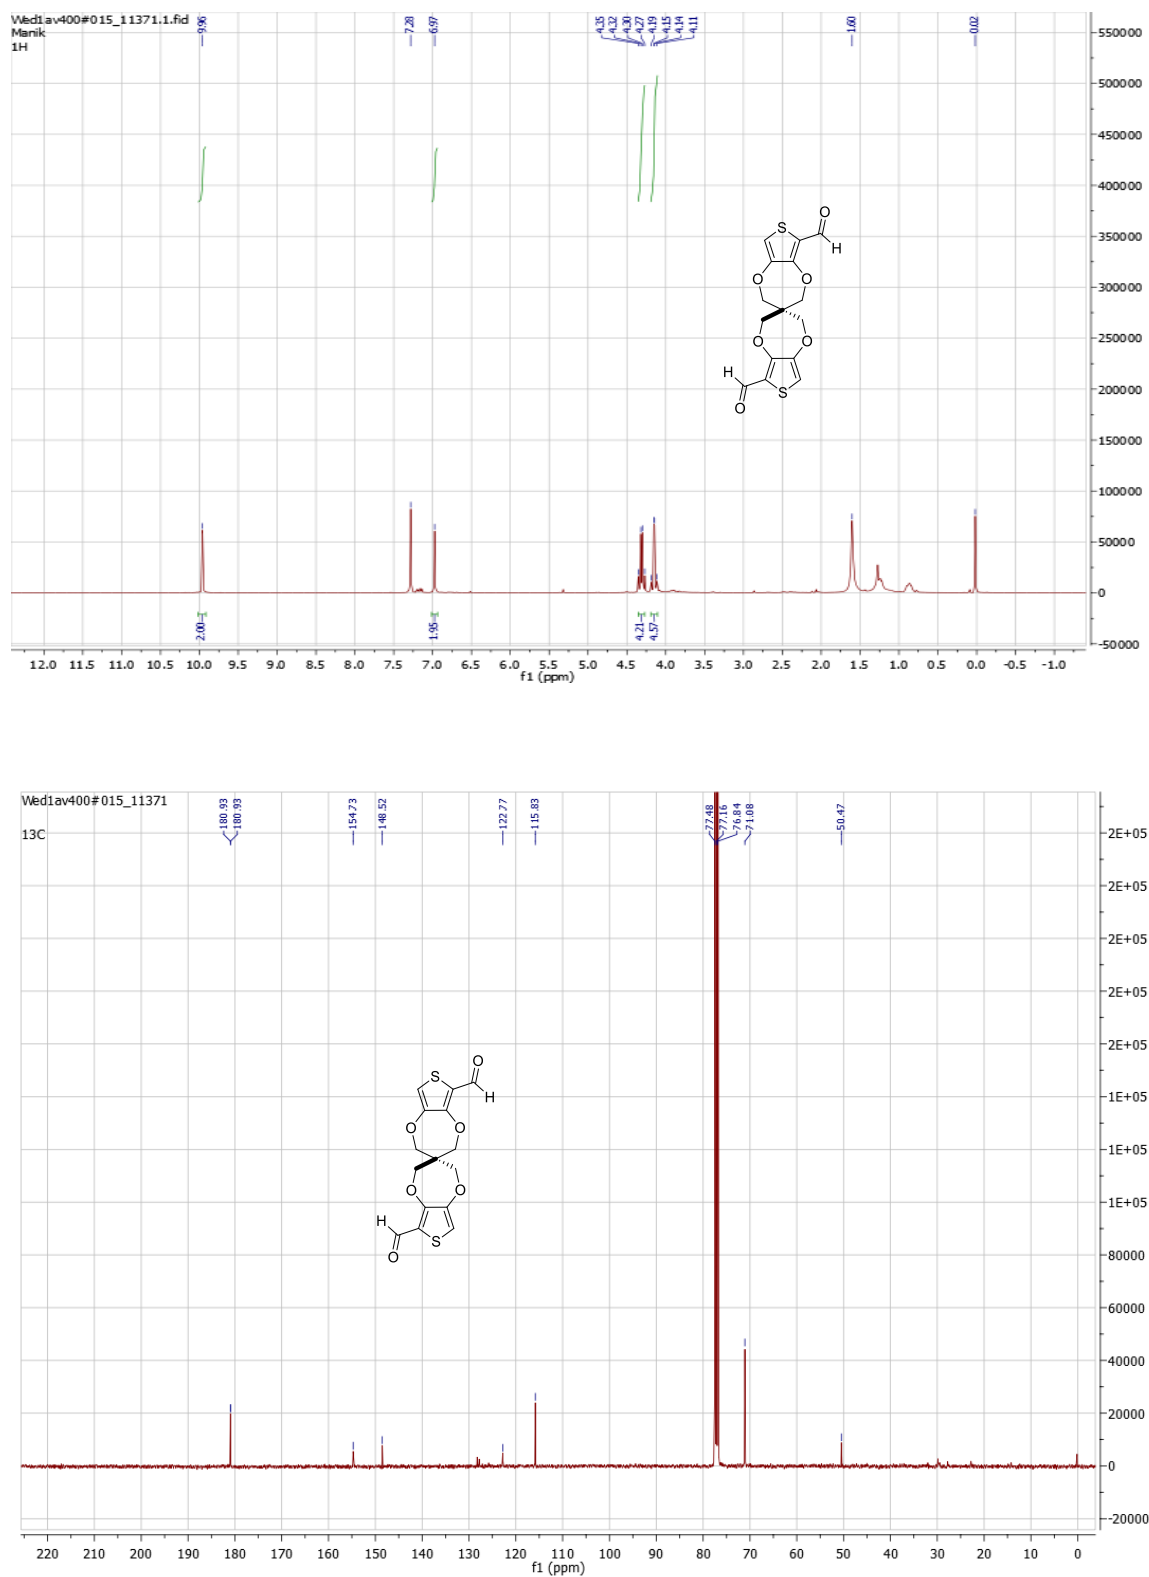 Wed1av400#015_11371.1.fid
Manik
1H
9.96
7.28
6.97
4.35
4.32
4.30
4.27
4.19
4.15
4.14
4.11
1.60
0.02
550000
500000
450000
400000
350000
300000
250000
200000
150000
100000
50000
0
-50000
S
O
H
O
O
O
O
H
O
S
2.00
1.95
4.21
4.57
12.0 11.5 11.0 10.5 10.0 9.5 9.0 8.5 8.0 7.5 7.0 6.5 6.0 5.5 5.0 4.5 4.0 3.5 3.0 2.5 2.0 1.5 1.0 0.5 0.0 -0.5 -1.0
f1 (ppm)
Wed1av400#015_11371
13C
180.93
180.93
154.73
148.52
122.77
115.83
77.48
77.16
76.84
71.08
50.47
2E+05
2E+05
2E+05
2E+05
2E+05
1E+05
1E+05
1E+05
80000
60000
40000
20000
0
-20000
O
S
H
O
O
O
O
H
S
O
220 210 200 190 180 170 160 150 140 130 120 110 100 90 80 70 60 50 40 30 20 10 0
f1 (ppm)